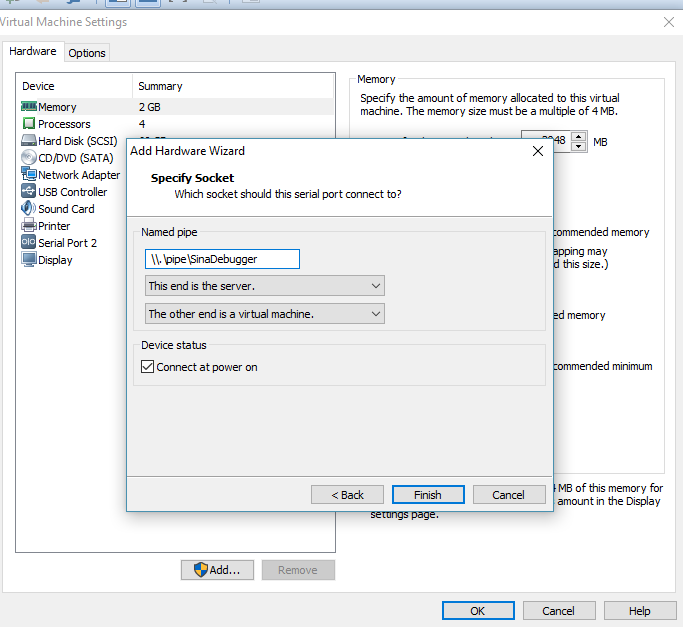 Virtual Machine Settings
Hardware
Options
Device Summary
Memory 2 GB
Processors 4
Hard Disk (SCSI)
CD/DVD (SATA)
Network Adapter
USB Controller
Sound Card
Printer
Serial Port 2
Display
Add...
Remove
Memory
Specify the amount of memory allocated to this virtual
machine. The memory size must be a multiple of 4 MB.
MB
commended memory
apping may
d this size.)
ed memory
commended minimum
MB of this memory for
amount in the Display
settings page.
Add Hardware Wizard
Specify Socket
Which socket should this serial port connect to?
Named pipe
\\.\pipe\SinaDebugger
This end is the server.
The other end is a virtual machine.
Device status
Connect at power on
< Back
Finish
Cancel
OK
Cancel
Help